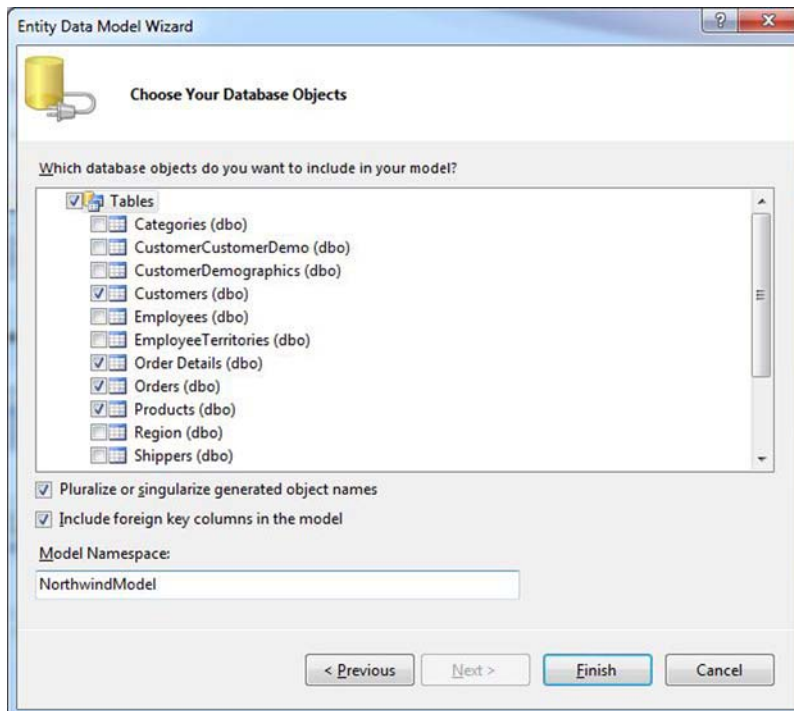 Entity Data Model Wizard
Choose Your Database Objects
Which database objects do you want to include in your model?
Tables
Categories (dbo)
CustomerCustomerDemo (dbo)
CustomerDemographics (dbo)
Customers (dbo)
Employees (dbo)
EmployeeTerritories (dbo)
Order Details (dbo)
Orders (dbo)
Products (dbo)
Region (dbo)
Shippers (dbo)
Pluralize or singularize generated object names
Include foreign key columns in the model
Model Namespace:
NorthwindModel
< Previous Next > Finish Cancel